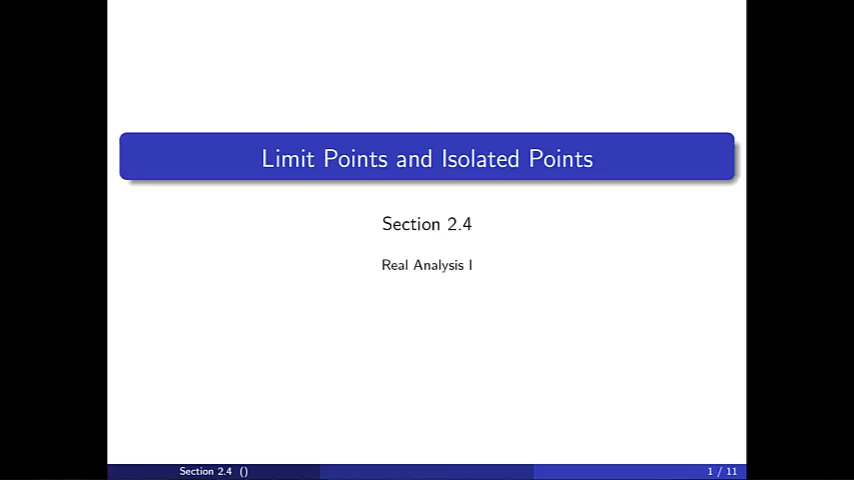 Limit Points and Isolated Points
Section 2.4
Real Analysis I
Section 2.4 ()
1 / 11